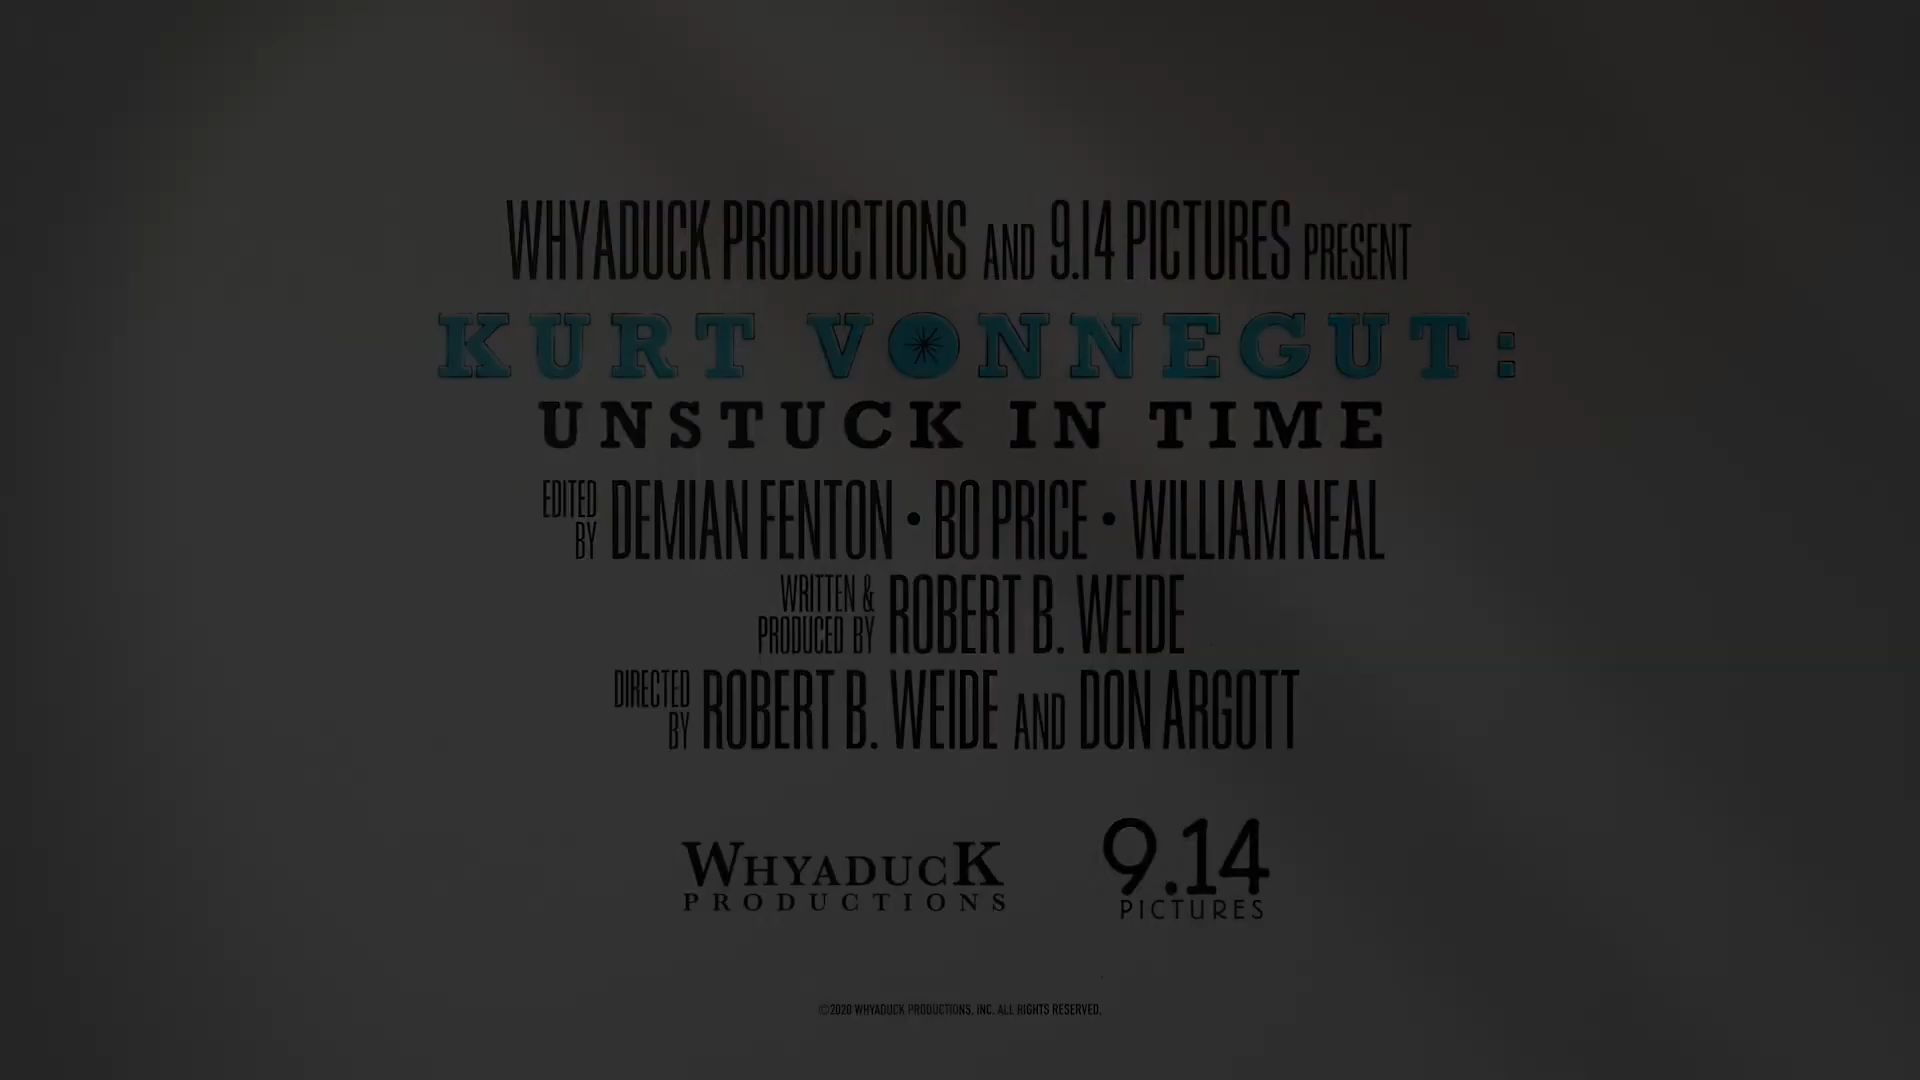 WHYADUCK PRODUCTIONS AND 9.14 PICTURES PRESENT
KURT VONNEGUT:
UNSTUCK IN TIME
EDITED BY DEMIAN FENTON • BO PRICE • WILLIAM NEAL
WRITTEN & PRODUCED BY ROBERT B. WEIDE
DIRECTED BY ROBERT B. WEIDE AND DON ARGOTT
WHYADUCK
PRODUCTIONS
9.14
PICTURES
©2020 WHYADUCK PRODUCTIONS, INC. ALL RIGHTS RESERVED.